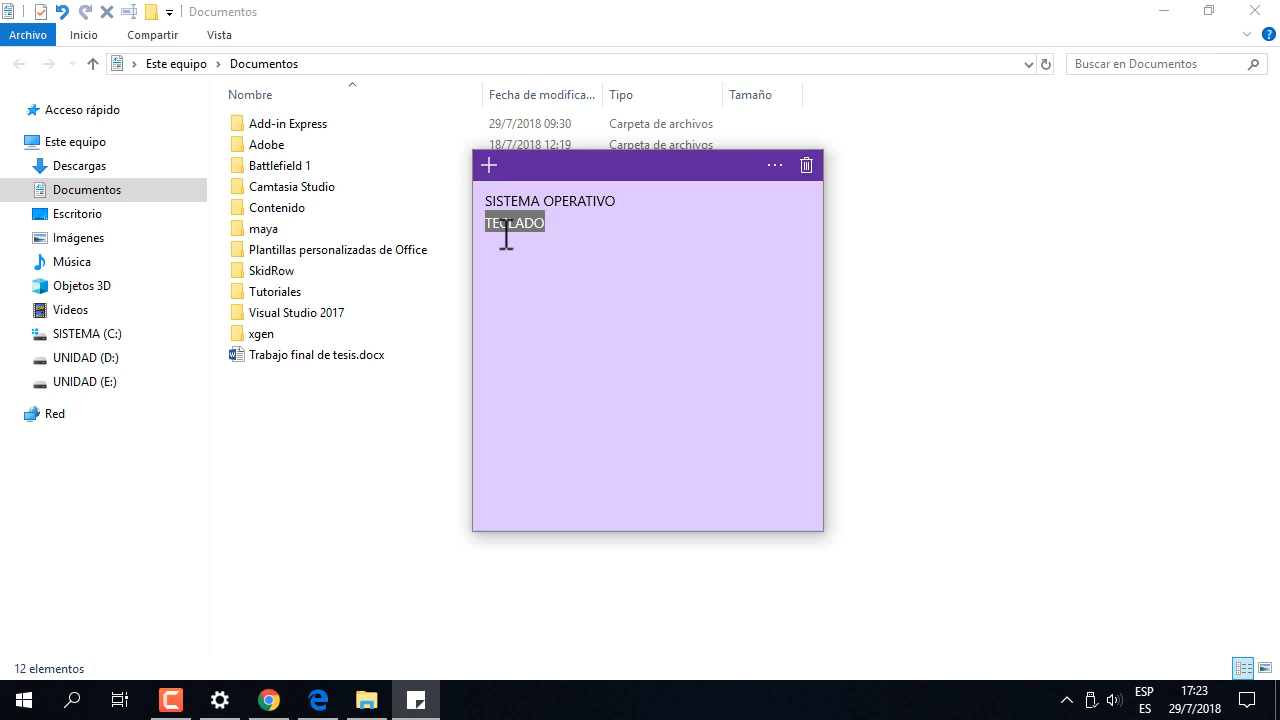 Documentos
Archivo Inicio Compartir Vista
Este equipo Documentos
Buscar en Documentos
Nombre Fecha de modifica... Tipo Tamaño
Acceso rápido
Este equipo
Descargas
Documentos
Escritorio
Imágenes
Música
Objetos 3D
Videos
SISTEMA (C:)
UNIDAD (D:)
UNIDAD (E:)
Red
Add-in Express 29/7/2018 09:30 Carpeta de archivos
Adobe 18/7/2018 12:19 Carpeta de archivos
Battlefield 1
Camtasia Studio
Contenido
maya
Plantillas personalizadas de Office
SkidRow
Tutoriales
Visual Studio 2017
xgen
Trabajo final de tesis.docx
SISTEMA OPERATIVO
TECLADO
12 elementos
ESP
ES
17:23
29/7/2018